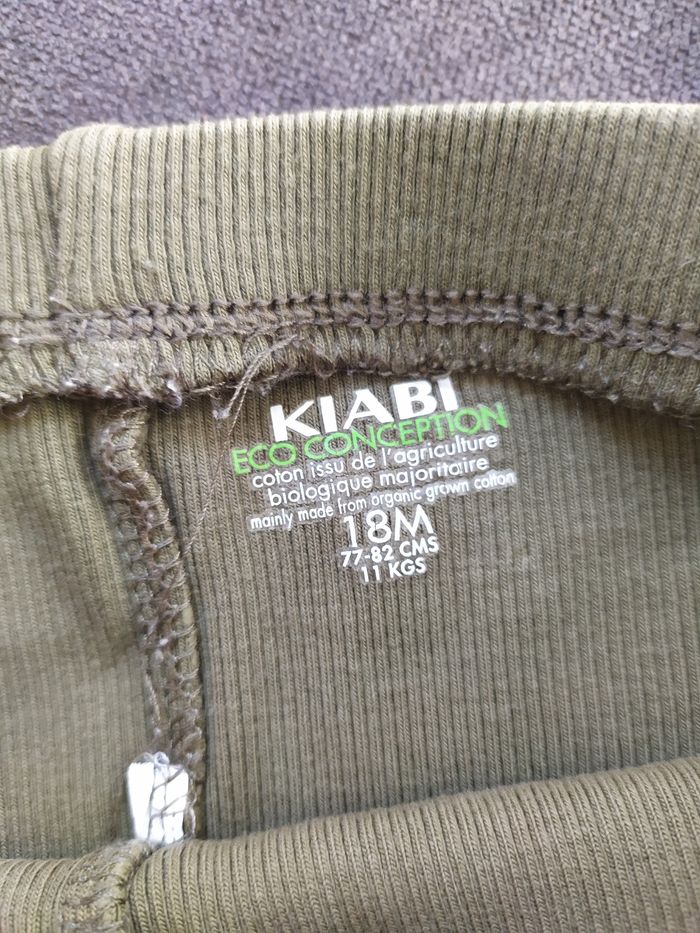 KIABI
ECO CONCEPTION
coton issu de l'agriculture
biologique majoritaire
mainly made from organic grown cotton
18M
77-82 CMS
11 KGS